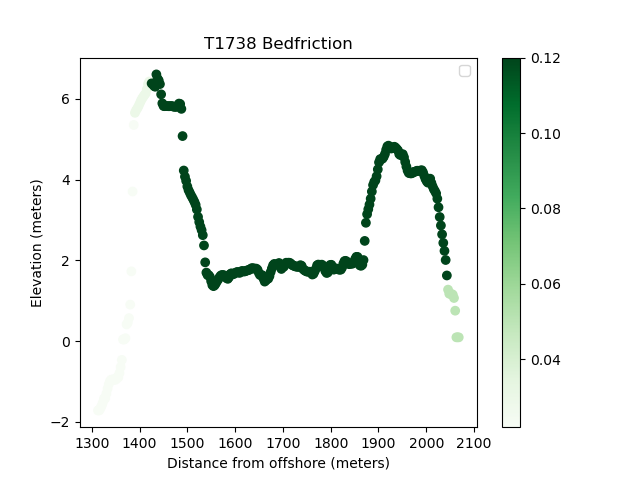 T1738 Bedfriction
Elevation (meters)
6
4
2
0
−2
1300 1400 1500 1600 1700 1800 1900 2000 2100
Distance from offshore (meters)
0.12
0.10
0.08
0.06
0.04